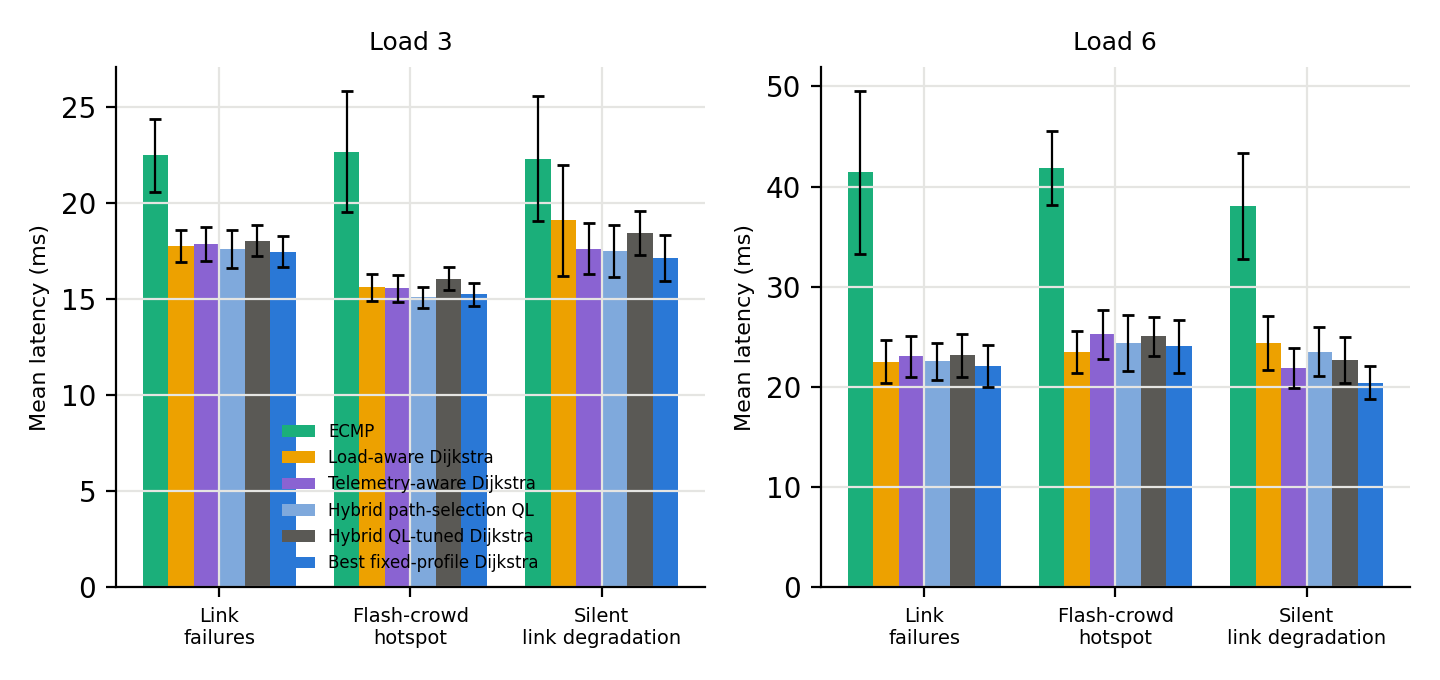 Load 3
Mean latency (ms)
25
20
15
10
5
0
ECMP
Load-aware Dijkstra
Telemetry-aware Dijkstra
Hybrid path-selection QL
Hybrid QL-tuned Dijkstra
Best fixed-profile Dijkstra
Link
failures
Flash-crowd
hotspot
Silent
link degradation
Load 6
Mean latency (ms)
50
40
30
20
10
0
Link
failures
Flash-crowd
hotspot
Silent
link degradation